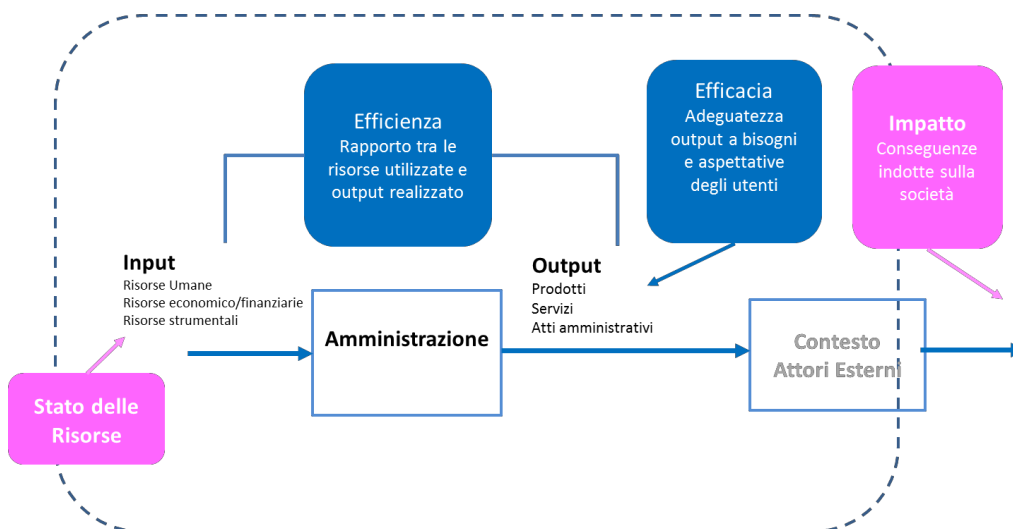 Efficienza
Rapporto tra le
risorse utilizzate e
output realizzato
Efficacia
Adeguatezza
output a bisogni
e aspettative
degli utenti
Impatto
Conseguenze
indotte sulla
società
Input
Risorse Umane
Risorse economico/finanziarie
Risorse strumentali
Output
Prodotti
Servizi
Atti amministrativi
Amministrazione
Contesto
Attori Esterni
Stato delle
Risorse